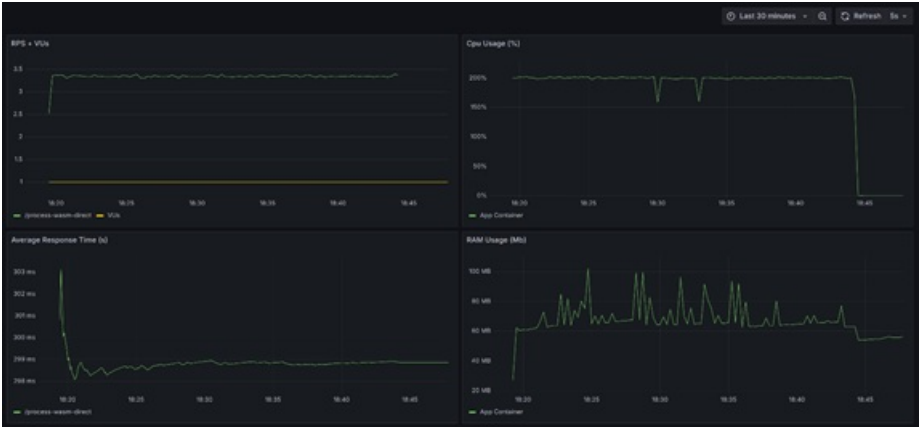 Last 30 minutes
Refresh 5s
RPS + VUs
3.5
3
2.5
2
1.5
1
18:20 18:25 18:30 18:35 18:40 18:45
/process-wasm-direct VUs
Cpu Usage (%)
200%
150%
100%
50%
0%
18:20 18:25 18:30 18:35 18:40 18:45
App Container
Average Response Time (s)
303 ms
302 ms
301 ms
300 ms
299 ms
298 ms
18:20 18:25 18:30 18:35 18:40 18:45
/process-wasm-direct
RAM Usage (Mb)
100 MB
80 MB
60 MB
40 MB
20 MB
18:20 18:25 18:30 18:35 18:40 18:45
App Container